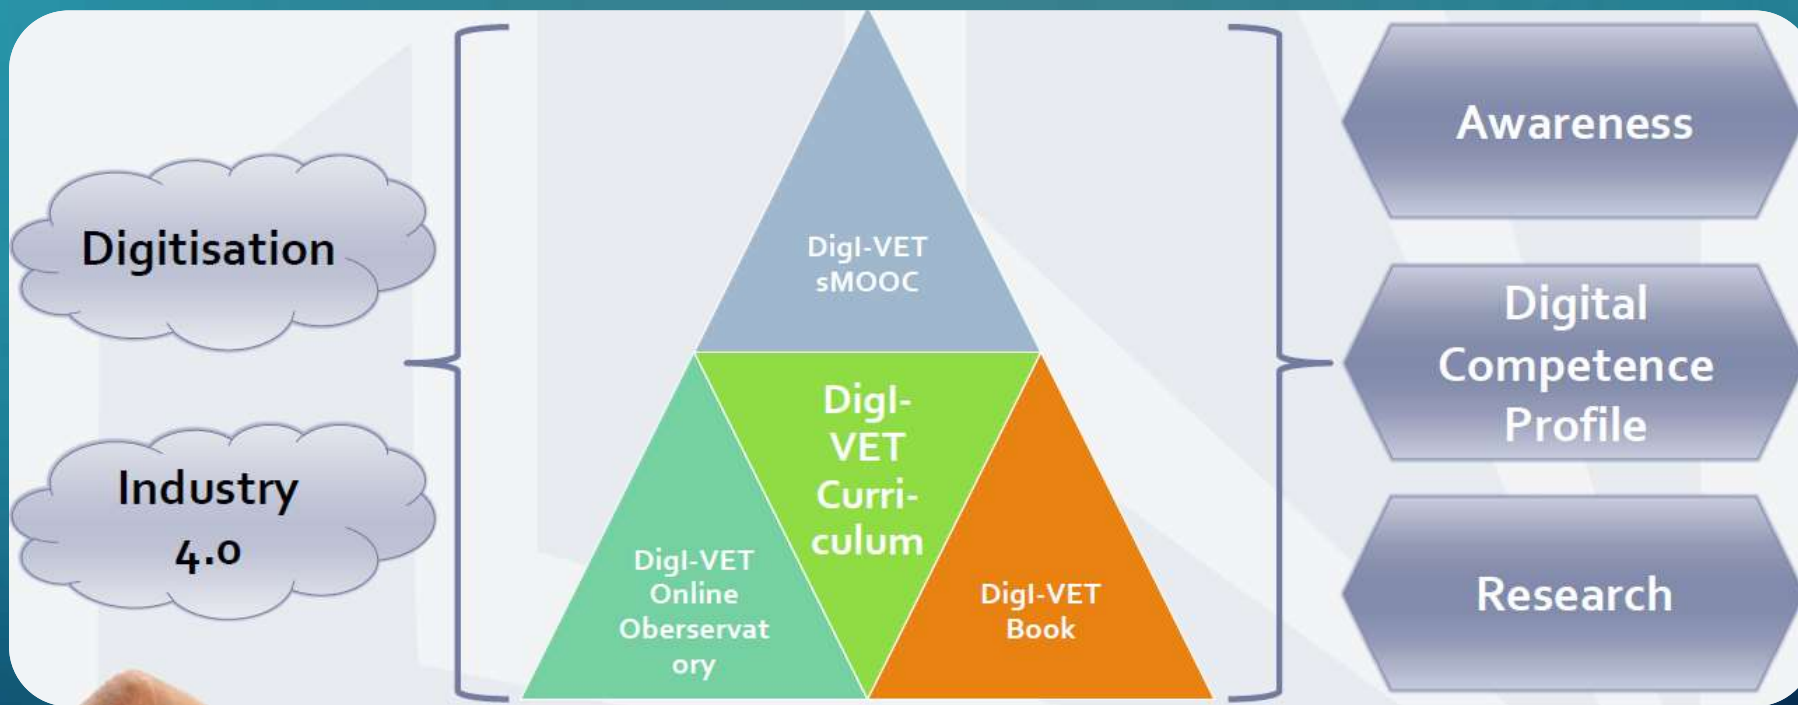 Digitisation
Industry
4.0
DigI-VET
sMOOC
DigI-
VET
Curri-
culum
DigI-VET
Online
Oberservat
ory
DigI-VET
Book
Awareness
Digital
Competence
Profile
Research